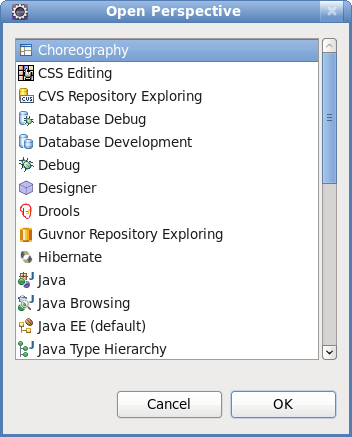 Open Perspective
Choreography
CSS Editing
CVS Repository Exploring
Database Debug
Database Development
Debug
Designer
Drools
Guvnor Repository Exploring
Hibernate
Java
Java Browsing
Java EE (default)
Java Type Hierarchy
Cancel OK